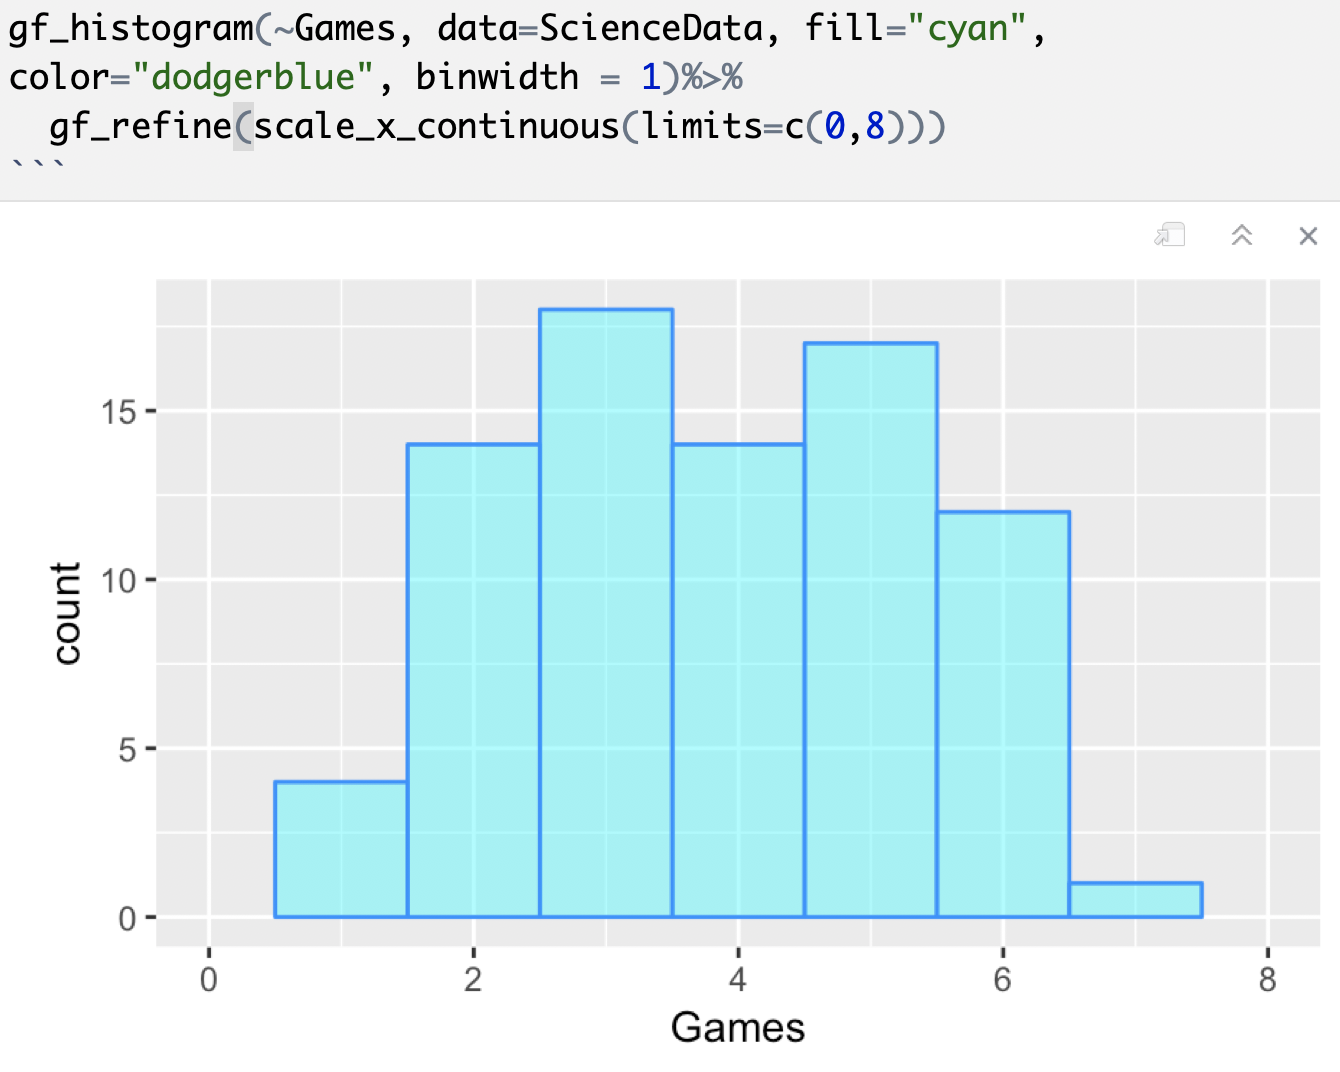 gf_histogram(~Games, data=ScienceData, fill="cyan",
color="dodgerblue", binwidth = 1)%>%
  gf_refine(scale_x_continuous(limits=c(0,8)))
```
15
10
5
0
count
0 2 4 6 8
Games